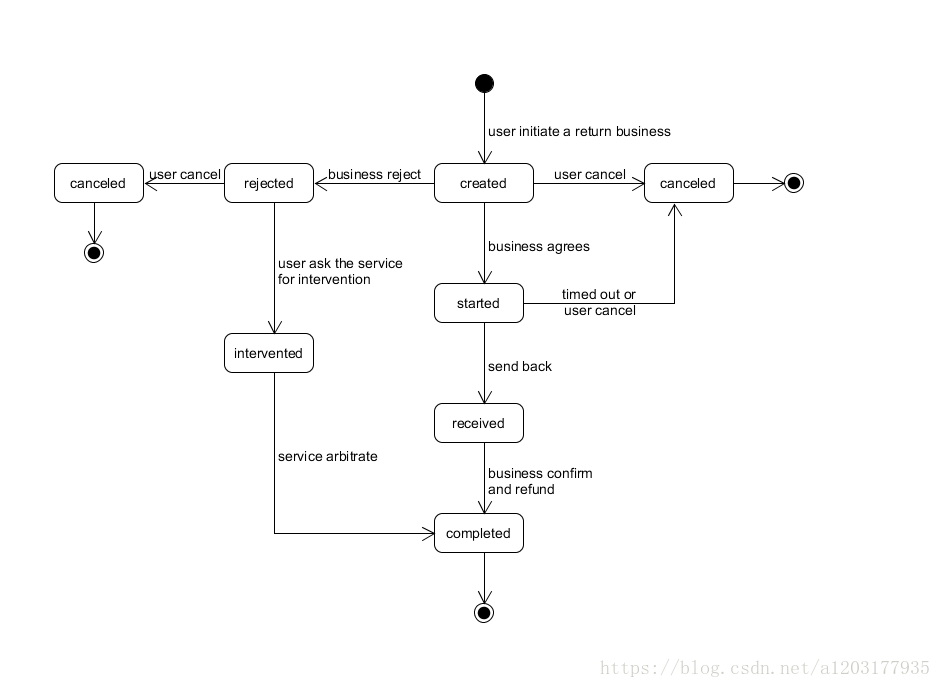 user initiate a return business
canceled
user cancel
rejected
business reject
created
user cancel
canceled
business agrees
user ask the service
for intervention
started
timed out or
user cancel
intervented
send back
received
service arbitrate
business confirm
and refund
completed
https://blog.csdn.net/a1203177935